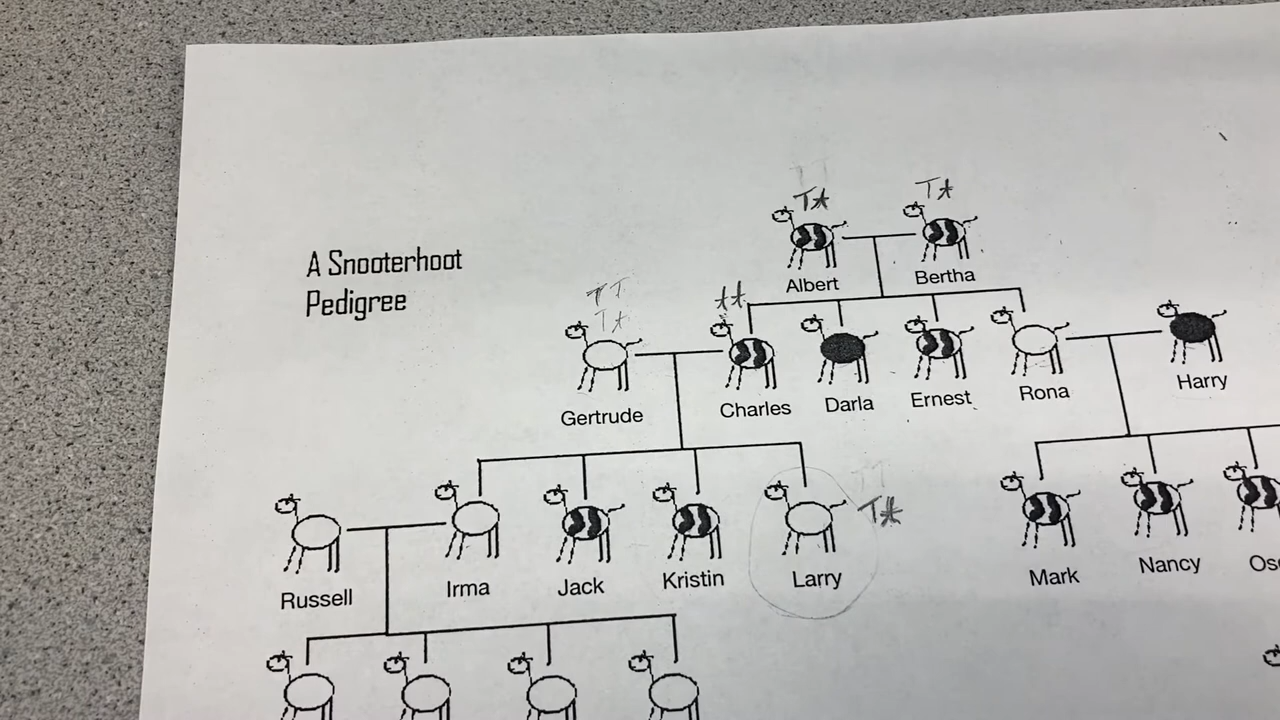 A Snooterhoot
Pedigree
Tt
Tt
Albert
Bertha
TT
Tt
tt
Gertrude
Charles
Darla
Ernest
Rona
Harry
Tt
Russell
Irma
Jack
Kristin
Larry
Mark
Nancy